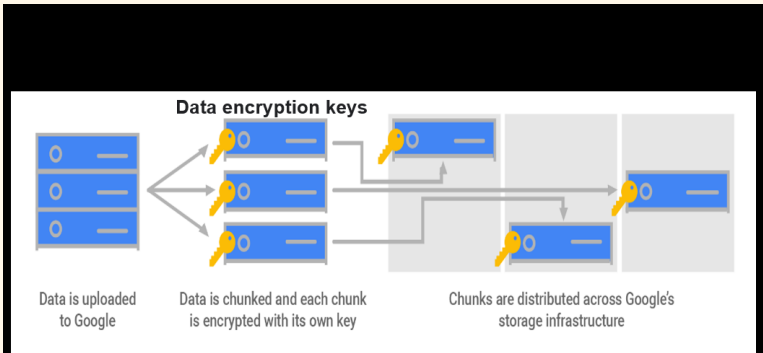 Data encryption keys
Data is uploaded
to Google
Data is chunked and each chunk
is encrypted with its own key
Chunks are distributed across Google's
storage infrastructure